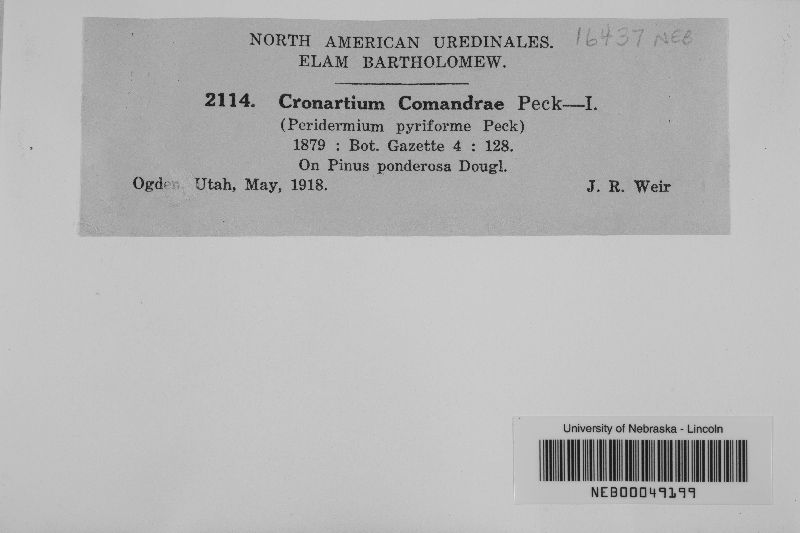 NORTH AMERICAN UREDINALES. 16437 NEB
ELAM BARTHOLOMEW.
2114. Cronartium Comandrae Peck—I.
(Peridermium pyriforme Peck)
1879 : Bot. Gazette 4 : 128.
On Pinus ponderosa Dougl.
Ogden, Utah, May, 1918. J. R. Weir
University of Nebraska - Lincoln
NEB00049199